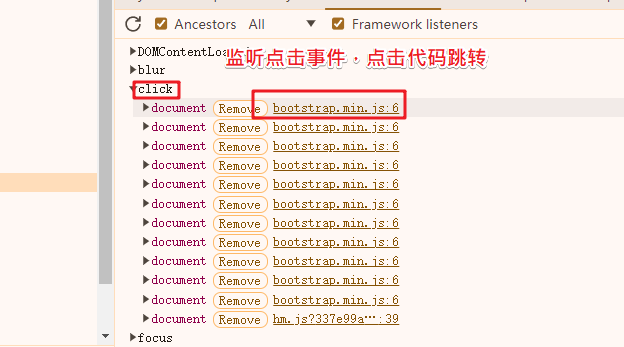 Ancestors All Framework listeners
DOMContentLoa
监听点击事件，点击代码跳转
blur
click
document Remove bootstrap.min.js:6
document Remove bootstrap.min.js:6
document Remove bootstrap.min.js:6
document Remove bootstrap.min.js:6
document Remove bootstrap.min.js:6
document Remove bootstrap.min.js:6
document Remove bootstrap.min.js:6
document Remove bootstrap.min.js:6
document Remove bootstrap.min.js:6
document Remove bootstrap.min.js:6
document Remove bootstrap.min.js:6
document Remove hm.js?337e99a…:39
focus